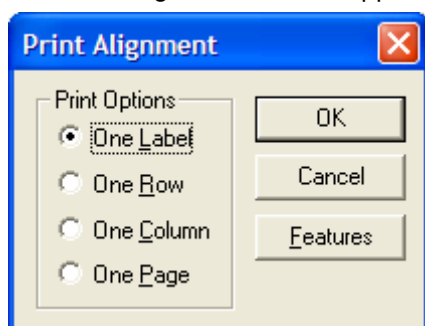 Print Alignment
Print Options
One Label
One Row
One Column
One Page
OK
Cancel
Features